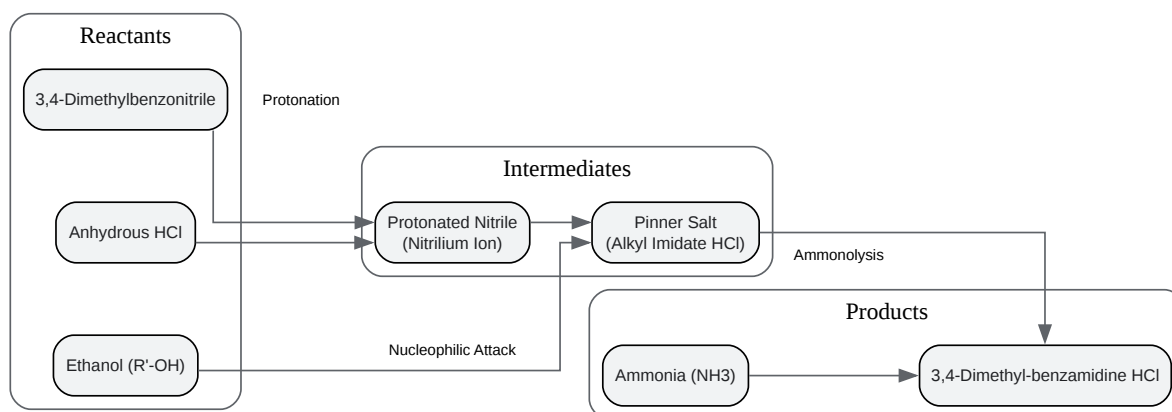 Reactants
3,4-Dimethylbenzonitrile
Protonation
Intermediates
Anhydrous HCl
Protonated Nitrile
(Nitrilium Ion)
Pinner Salt
(Alkyl Imidate HCl)
Ammonolysis
Products
Ethanol (R'-OH)
Nucleophilic Attack
Ammonia (NH3)
3,4-Dimethyl-benzamidine HCl